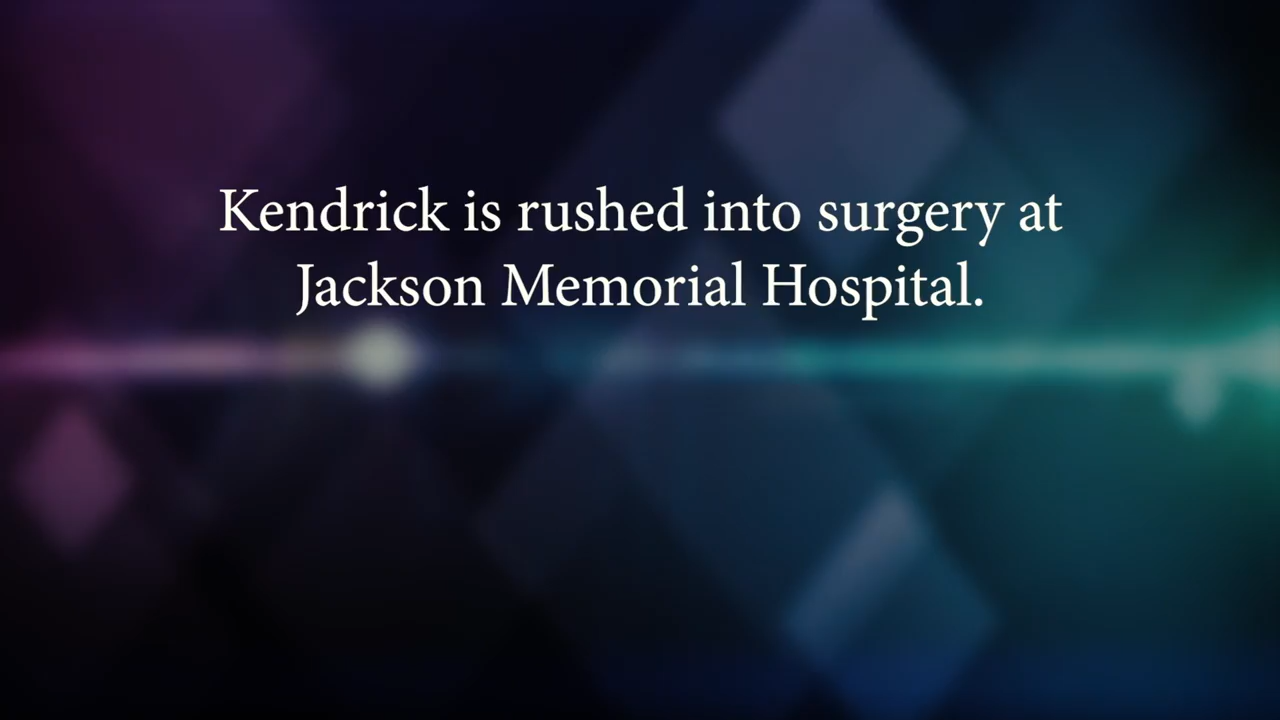 Kendrick is rushed into surgery at
Jackson Memorial Hospital.